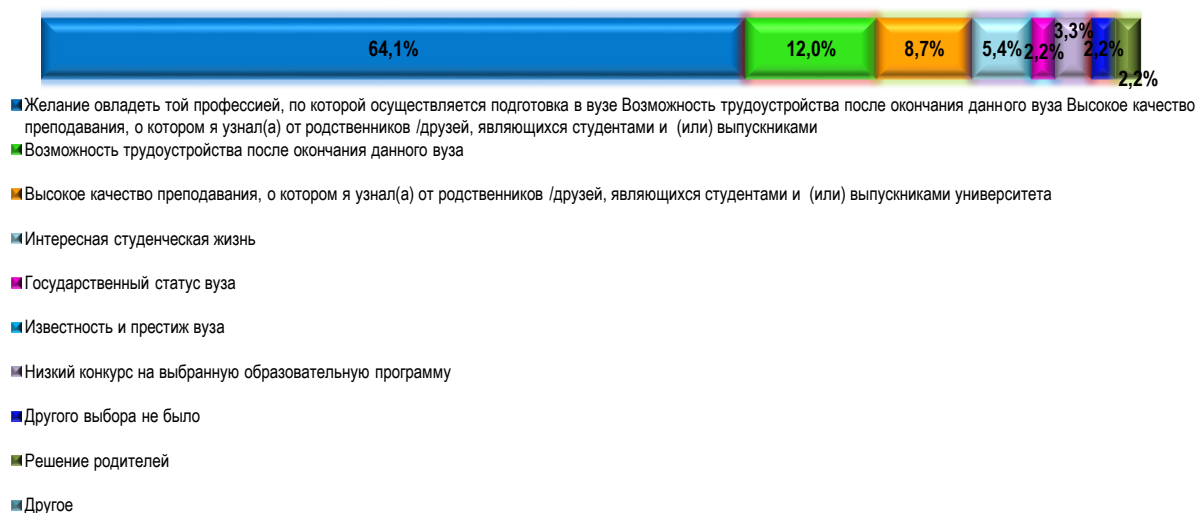 64,1%
12,0%
8,7%
5,4%
2,2%
3,3%
2,2%
2,2%
Желание овладеть той профессией, по которой осуществляется подготовка в вузе Возможность трудоустройства после окончания данного вуза Высокое качество
преподавания, о котором я узнал(а) от родственников /друзей, являющихся студентами и (или) выпускниками
Возможность трудоустройства после окончания данного вуза
Высокое качество преподавания, о котором я узнал(а) от родственников /друзей, являющихся студентами и (или) выпускниками университета
Интересная студенческая жизнь
Государственный статус вуза
Известность и престиж вуза
Низкий конкурс на выбранную образовательную программу
Другого выбора не было
Решение родителей
Другое